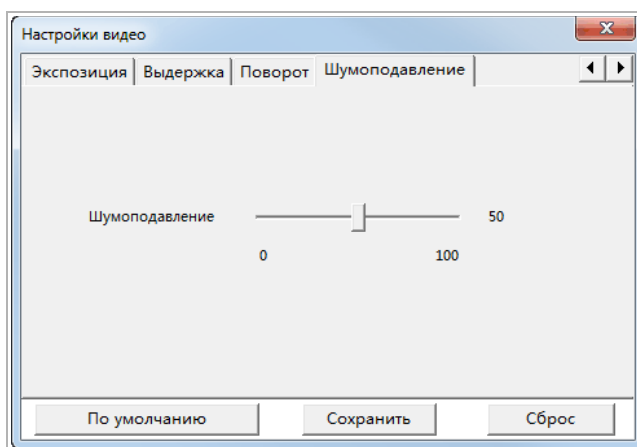 Настройки видео
Экспозиция Выдержка Поворот Шумоподавление
Шумоподавление 50
0 100
По умолчанию Сохранить Сброс